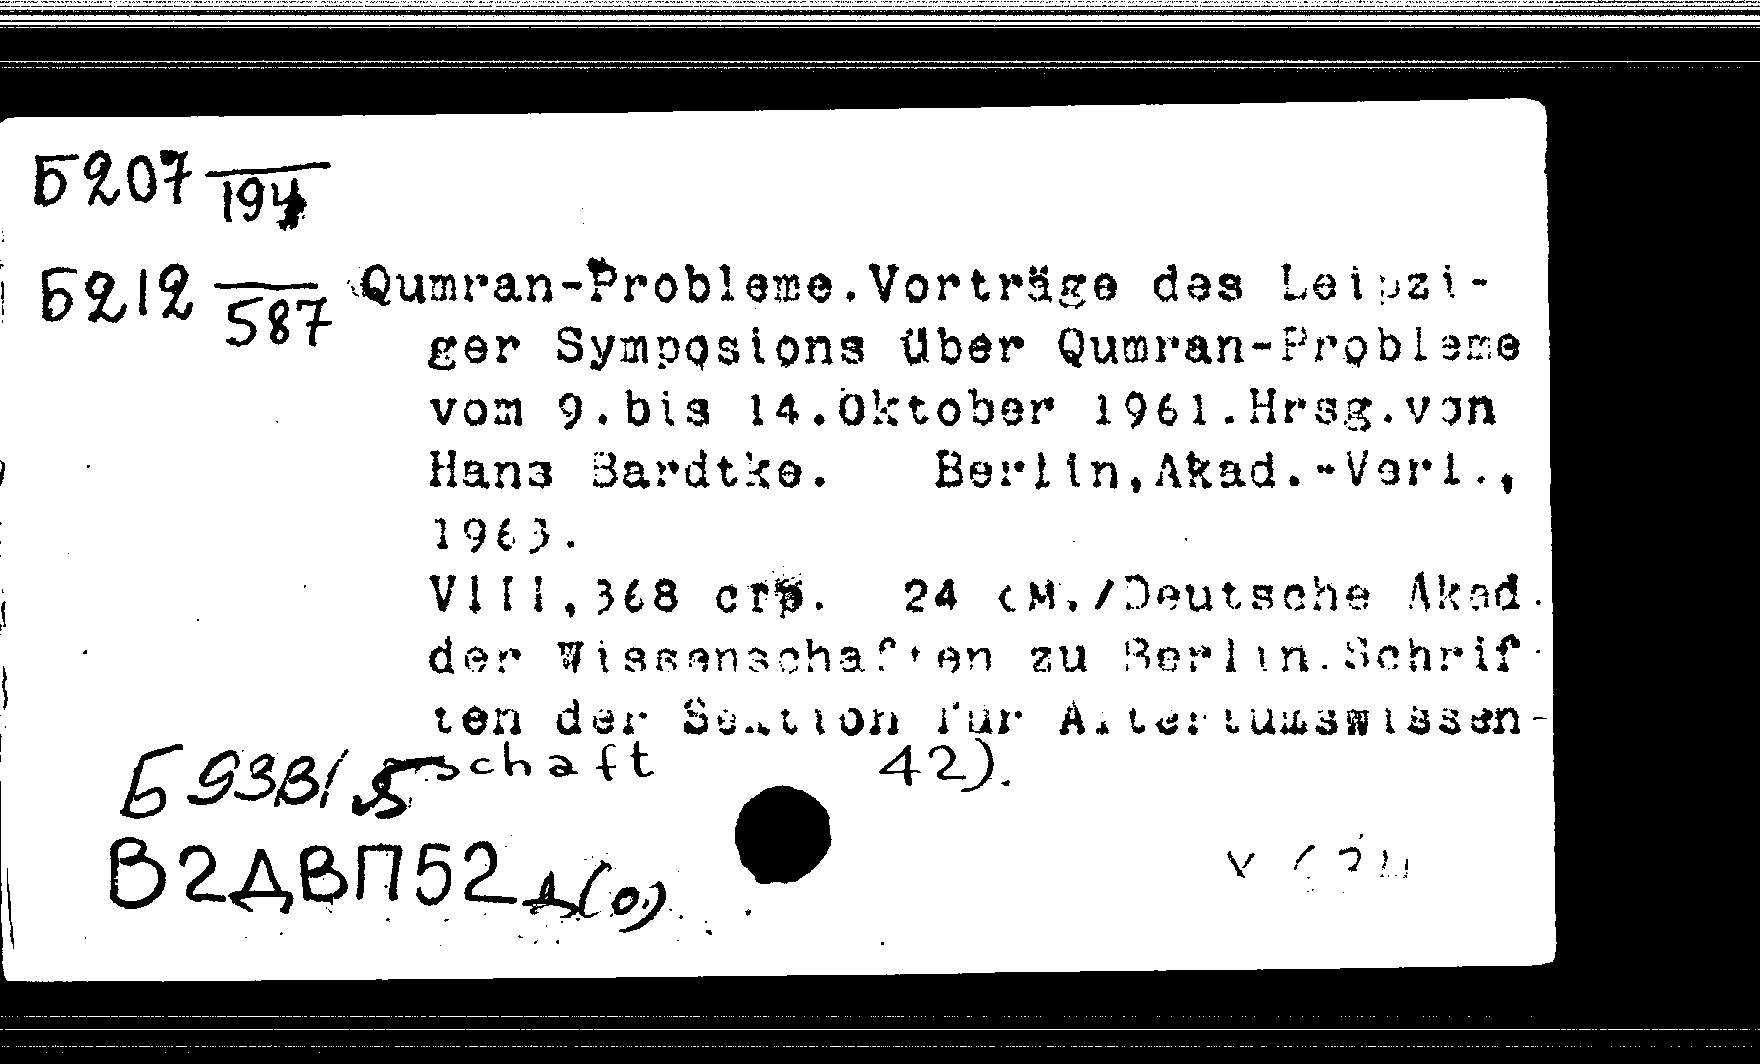 Б207 /194
Б212 /587
Qumran-Probleme.Vorträge des Leipzi-
ger Symposions über Qumran-Probleme
vom 9.bis 14.Oktober 1961.Hrsg.von
Hans Bardtke. Berlin,Akad.-Verl.,
1963.
VIII,368 стр. 24 см./Deutsche Akad.
der Wissenschaften zu Berlin.Schrif-
ten der Sektion für Altertumswissen-
schaft 42).
Б93В/
В2ДВП52